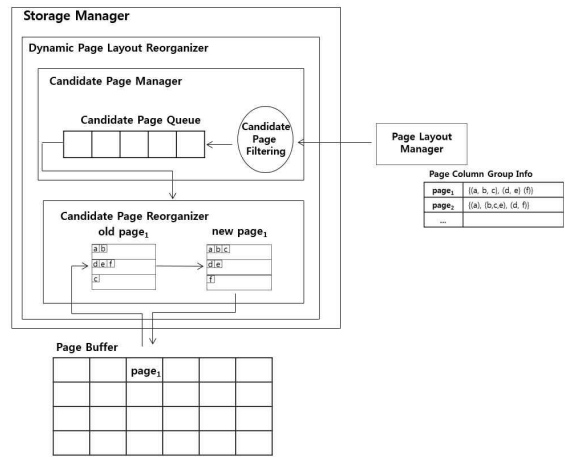 Storage Manager
Dynamic Page Layout Reorganizer
Candidate Page Manager
Candidate Page Queue
Candidate
Page
Filtering
Page Layout
Manager
Page Column Group Info
page1 ((a, b, c), (d, e) (f))
page2 ((a), (b,c,e), (d, f))
...
Candidate Page Reorganizer
old page1
new page1
a b
d e f
c
a b c
d e
f
Page Buffer
page1